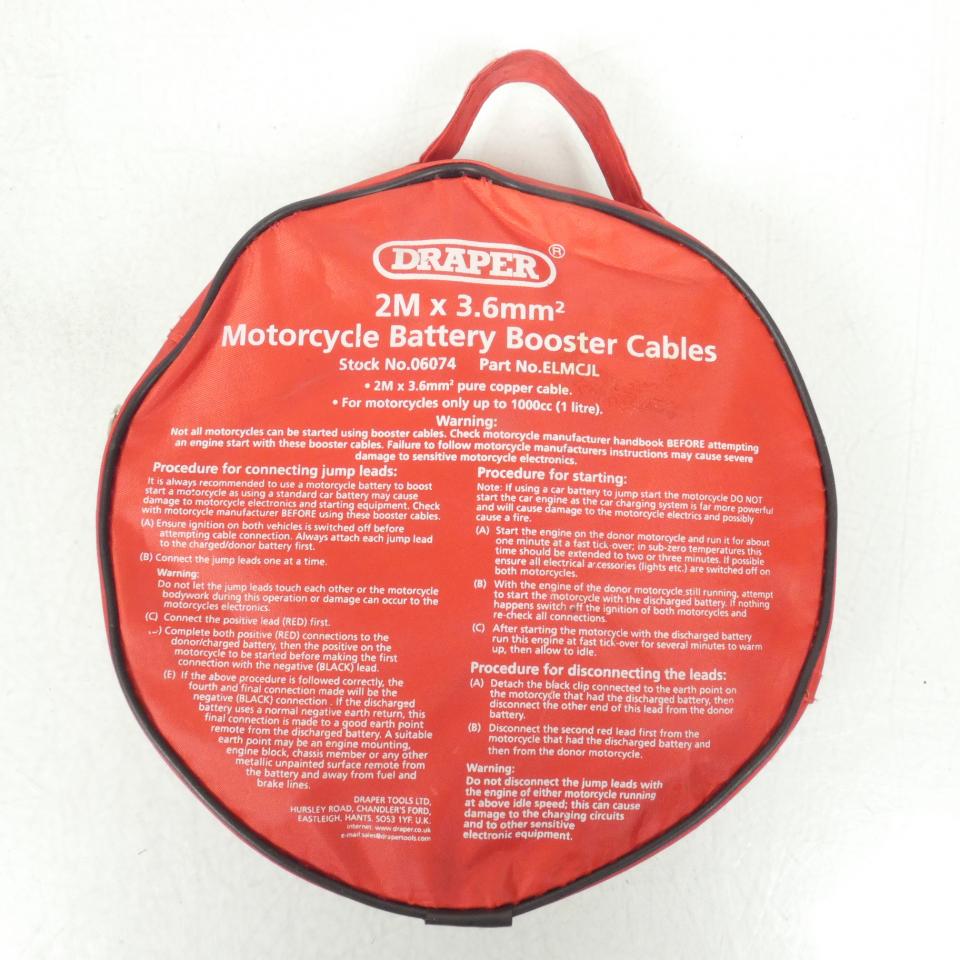 DRAPER®
2M x 3.6mm²
Motorcycle Battery Booster Cables
Stock No.06074 Part No.ELMCJL
• 2M x 3.6mm² pure copper cable.
• For motorcycles only up to 1000cc (1 litre).
Warning:
Not all motorcycles can be started using booster cables. Check motorcycle manufacturer handbook BEFORE attempting
an engine start with these booster cables. Failure to follow motorcycle manufacturers instructions may cause severe
damage to sensitive motorcycle electronics.
Procedure for connecting jump leads:
It is always recommended to use a motorcycle battery to boost
start a motorcycle as using a standard car battery may cause
damage to motorcycle electronics and starting equipment. Check
with motorcycle manufacturer BEFORE using these booster cables.
(A) Ensure ignition on both vehicles is switched off before
attempting cable connection. Always attach each jump lead
to the charged/donor battery first.
(B) Connect the jump leads one at a time.
Warning:
Do not let the jump leads touch each other or the motorcycle
bodywork during this operation or damage can occur to the
motorcycles electronics.
(C) Connect the positive lead (RED) first.
) Complete both positive (RED) connections to the
donor/charged battery, then the positive on the
motorcycle to be started before making the first
connection with the negative (BLACK) lead.
(E) If the above procedure is followed correctly, the
fourth and final connection made will be the
negative (BLACK) connection . If the discharged
battery uses a normal negative earth return, this
final connection is made to a good earth point
remote from the discharged battery. A suitable
earth point may be an engine mounting,
engine block, chassis member or any other
metallic unpainted surface remote from
the battery and away from fuel and
brake lines.
DRAPER TOOLS LTD,
HURSLEY ROAD, CHANDLER'S FORD,
EASTLEIGH, HANTS. SO53 1YF. U.K.
internet: www.draper.co.uk
e-mail:sales@drapertools.com
Procedure for starting:
Note: If using a car battery to jump start the motorcycle DO NOT
start the car engine as the car charging system is far more powerful
and will cause damage to the motorcycle electrics and possibly
cause a fire.
(A) Start the engine on the donor motorcycle and run it for about
one minute at a fast tick-over; in sub-zero temperatures this
time should be extended to two or three minutes. If possible
ensure all electrical accessories (lights etc.) are switched off on
both motorcycles.
(B) With the engine of the donor motorcycle still running, attempt
to start the motorcycle with the discharged battery. If nothing
happens switch off the ignition of both motorcycles and
re-check all connections.
(C) After starting the motorcycle with the discharged battery
run this engine at fast tick-over for several minutes to warm
up, then allow to idle.
Procedure for disconnecting the leads:
(A) Detach the black clip connected to the earth point on
the motorcycle that had the discharged battery, then
disconnect the other end of this lead from the donor
battery.
(B) Disconnect the second red lead first from the
motorcycle that had the discharged battery and
then from the donor motorcycle.
Warning:
Do not disconnect the jump leads with
the engine of either motorcycle running
at above idle speed; this can cause
damage to the charging circuits
and to other sensitive
electronic equipment.